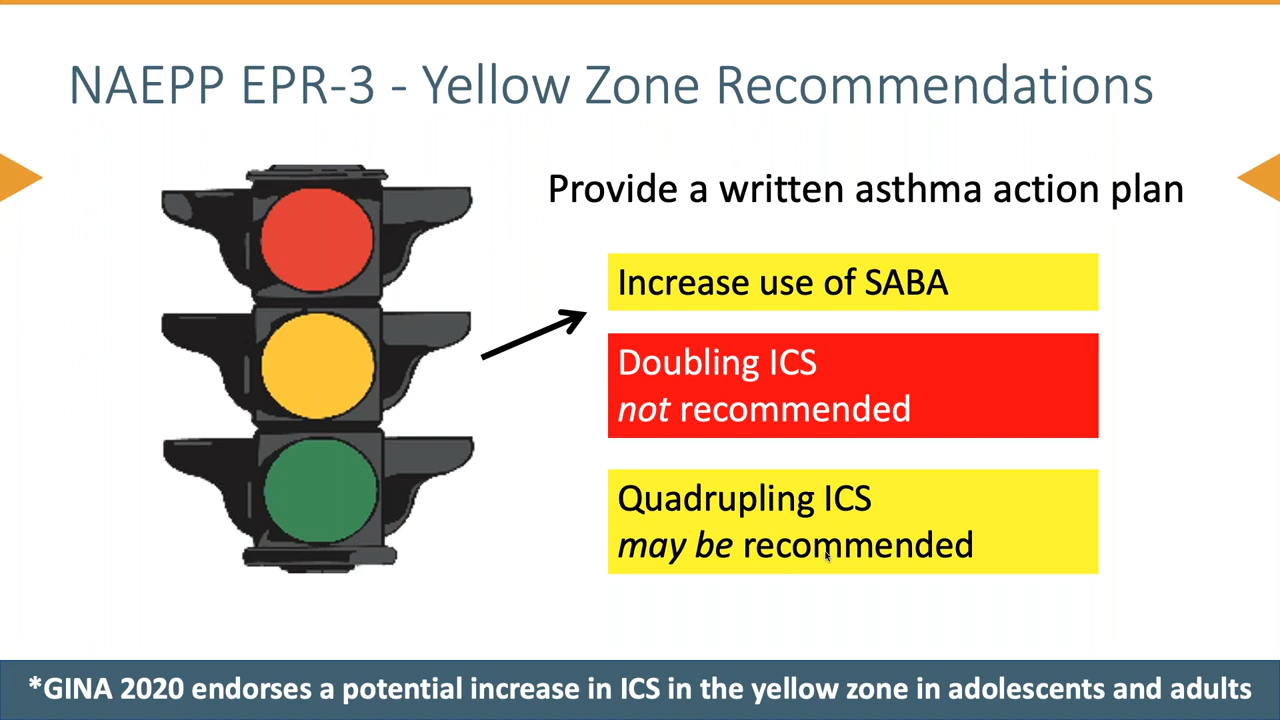 NAEPP EPR-3 - Yellow Zone Recommendations
Provide a written asthma action plan
Increase use of SABA
Doubling ICS
not recommended
Quadrupling ICS
may be recommended
*GINA 2020 endorses a potential increase in ICS in the yellow zone in adolescents and adults